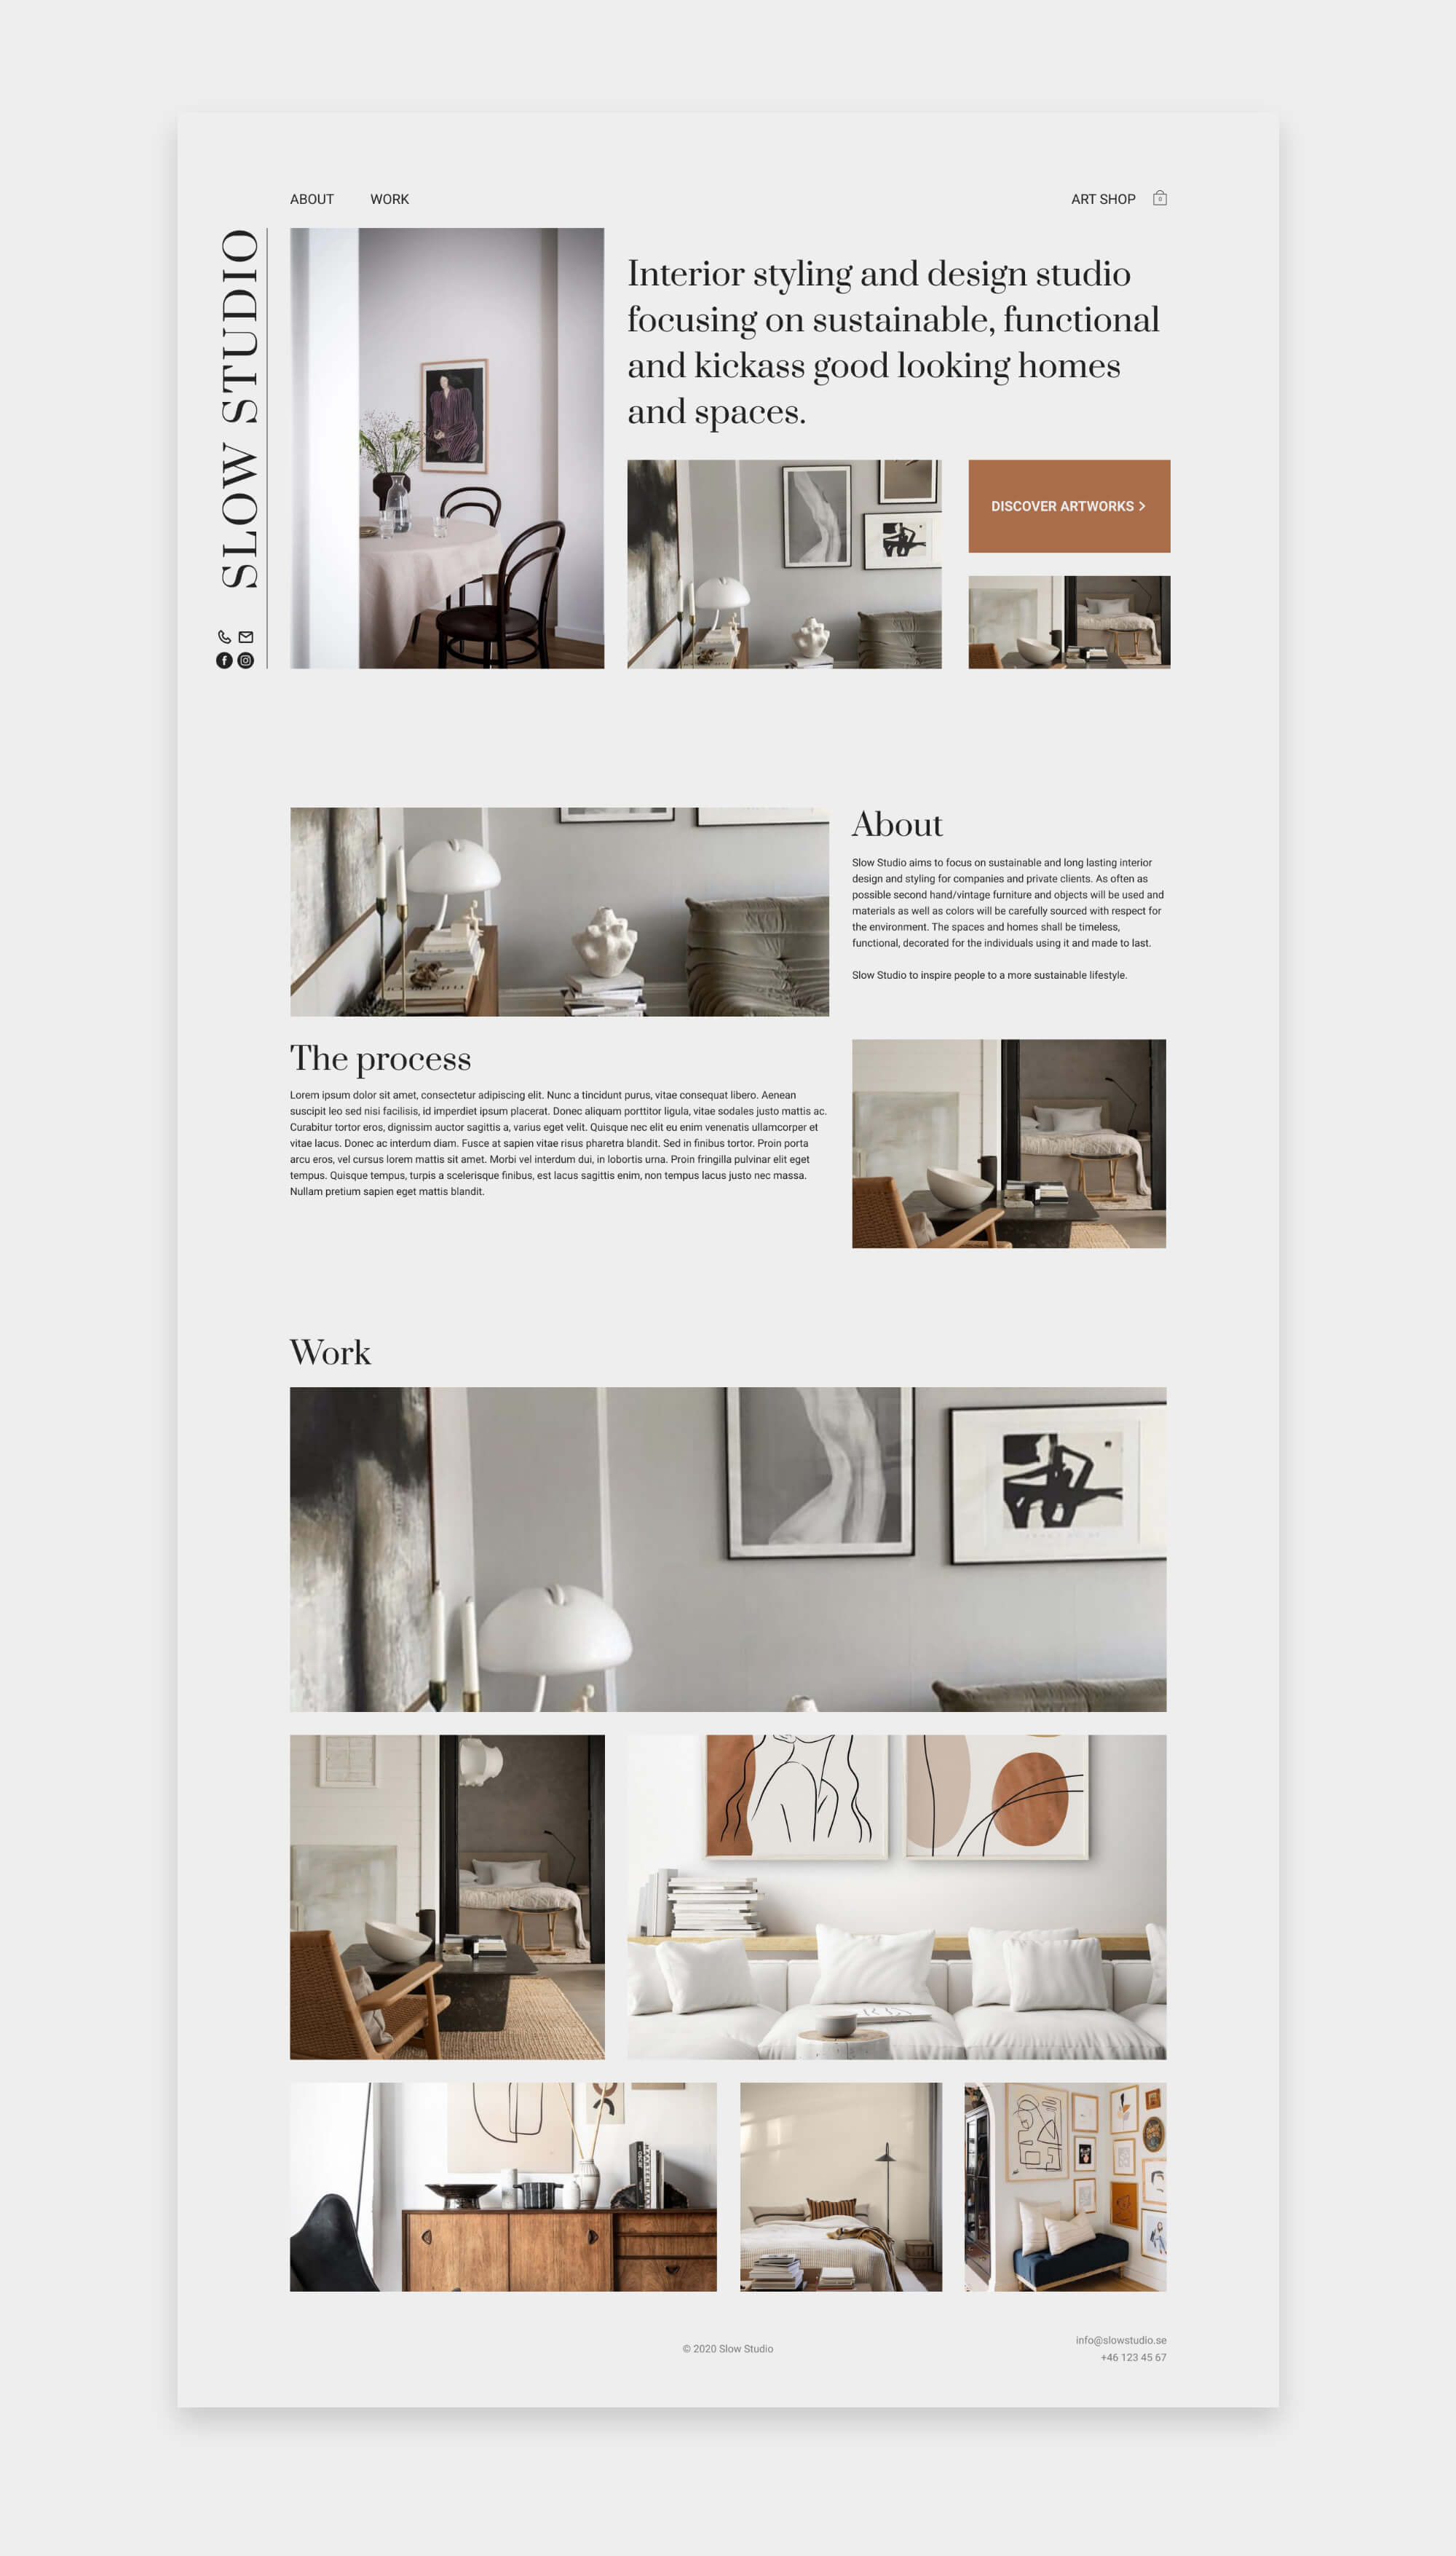 ABOUT
WORK
ART SHOP
0
SLOW STUDIO
Interior styling and design studio
focusing on sustainable, functional
and kickass good looking homes
and spaces.
DISCOVER ARTWORKS >
About
Slow Studio aims to focus on sustainable and long lasting interior
design and styling for companies and private clients. As often as
possible second hand/vintage furniture and objects will be used and
materials as well as colors will be carefully sourced with respect for
the environment. The spaces and homes shall be timeless,
functional, decorated for the individuals using it and made to last.
Slow Studio to inspire people to a more sustainable lifestyle.
The process
Lorem ipsum dolor sit amet, consectetur adipiscing elit. Nunc a tincidunt purus, vitae consequat libero. Aenean
suscipit leo sed nisi facilisis, id imperdiet ipsum placerat. Donec aliquam porttitor ligula, vitae sodales justo mattis ac.
Curabitur tortor eros, dignissim auctor sagittis a, varius eget velit. Quisque nec elit eu enim venenatis ullamcorper et
vitae lacus. Donec ac interdum diam. Fusce at sapien vitae risus pharetra blandit. Sed in finibus tortor. Proin porta
arcu eros, vel cursus lorem mattis sit amet. Morbi vel interdum dui, in lobortis urna. Proin fringilla pulvinar elit eget
tempus. Quisque tempus, turpis a scelerisque finibus, est lacus sagittis enim, non tempus lacus justo nec massa.
Nullam pretium sapien eget mattis blandit.
Work
© 2020 Slow Studio
info@slowstudio.se
+46 123 45 67